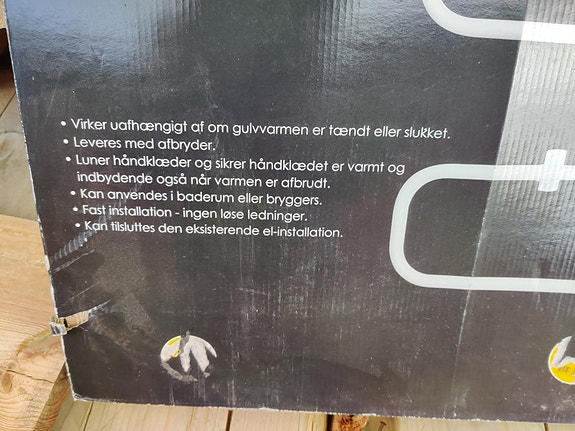 • Virker uafhængigt af om gulvvarmen er tændt eller slukket.
• Leveres med afbryder.
• Luner håndklæder og sikrer håndklædet er varmt og
indbydende også når varmen er afbrudt.
• Kan anvendes i baderum eller bryggers.
• Fast installation - ingen løse ledninger.
• Kan tilsluttes den eksisterende el-installation.